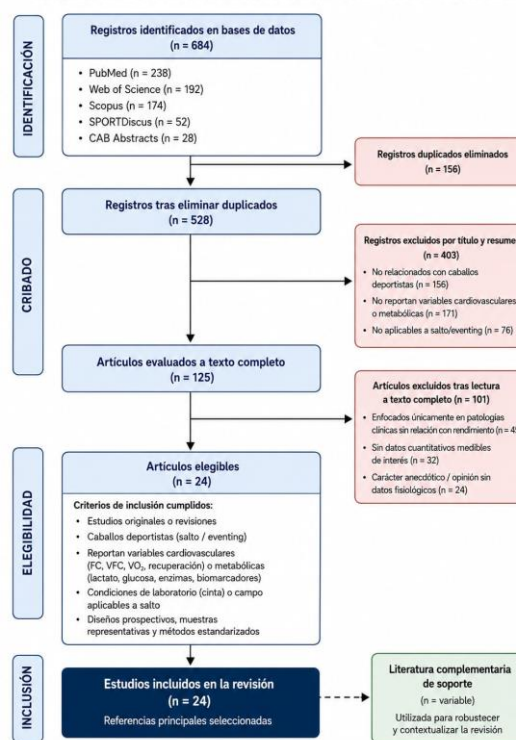 IDENTIFICACIÓN
Registros identificados en bases de datos
(n = 684)
• PubMed (n = 238)
• Web of Science (n = 192)
• Scopus (n = 174)
• SPORTDiscus (n = 52)
• CAB Abstracts (n = 28)
Registros duplicados eliminados
(n = 156)
CRIBADO
Registros tras eliminar duplicados
(n = 528)
Registros excluidos por título y resumen
(n = 403)
• No relacionados con caballos
deportistas (n = 156)
• No reportan variables cardiovasculares
o metabólicas (n = 171)
• No aplicables a salto/eventing (n = 76)
Artículos evaluados a texto completo
(n = 125)
Artículos excluidos tras lectura
a texto completo (n = 101)
• Enfocados únicamente en patologías
clínicas sin relación con rendimiento (n = 4
• Sin datos cuantitativos medibles
de interés (n = 32)
• Carácter anecdótico / opinión sin
datos fisiológicos (n = 24)
ELEGIBILIDAD
Artículos elegibles
(n = 24)
Criterios de inclusión cumplidos:
• Estudios originales o revisiones
• Caballos deportistas (salto / eventing)
• Reportan variables cardiovasculares
(FC, VFC, VO₂, recuperación) o metabólicas
(lactato, glucosa, enzimas, biomarcadores)
• Condiciones de laboratorio (cinta) o campo
aplicables a salto
• Diseños prospectivos, muestras
representativas y métodos estandarizados
INCLUSIÓN
Estudios incluidos en la revisión
(n = 24)
Referencias principales seleccionadas
Literatura complementaria
de soporte
(n = variable)
Utilizada para robustecer
y contextualizar la revisión